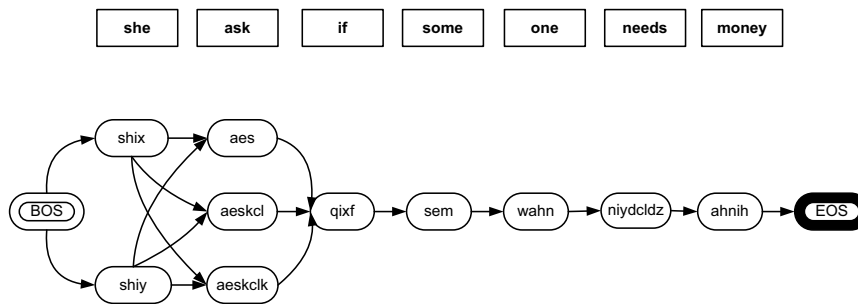 she ask if some one needs money
shix aes
BOS aeskcl qixf sem wahn niydcldz ahnih EOS
shiy aeskclk